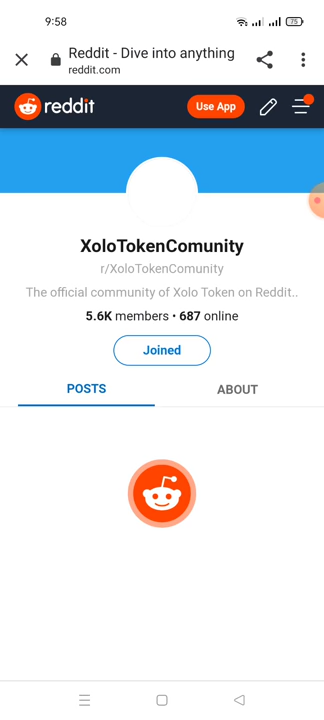 9:58
75
Reddit - Dive into anything
reddit.com
reddit
Use App
XoloTokenComunity
r/XoloTokenComunity
The official community of Xolo Token on Reddit..
5.6K members • 687 online
Joined
POSTS
ABOUT